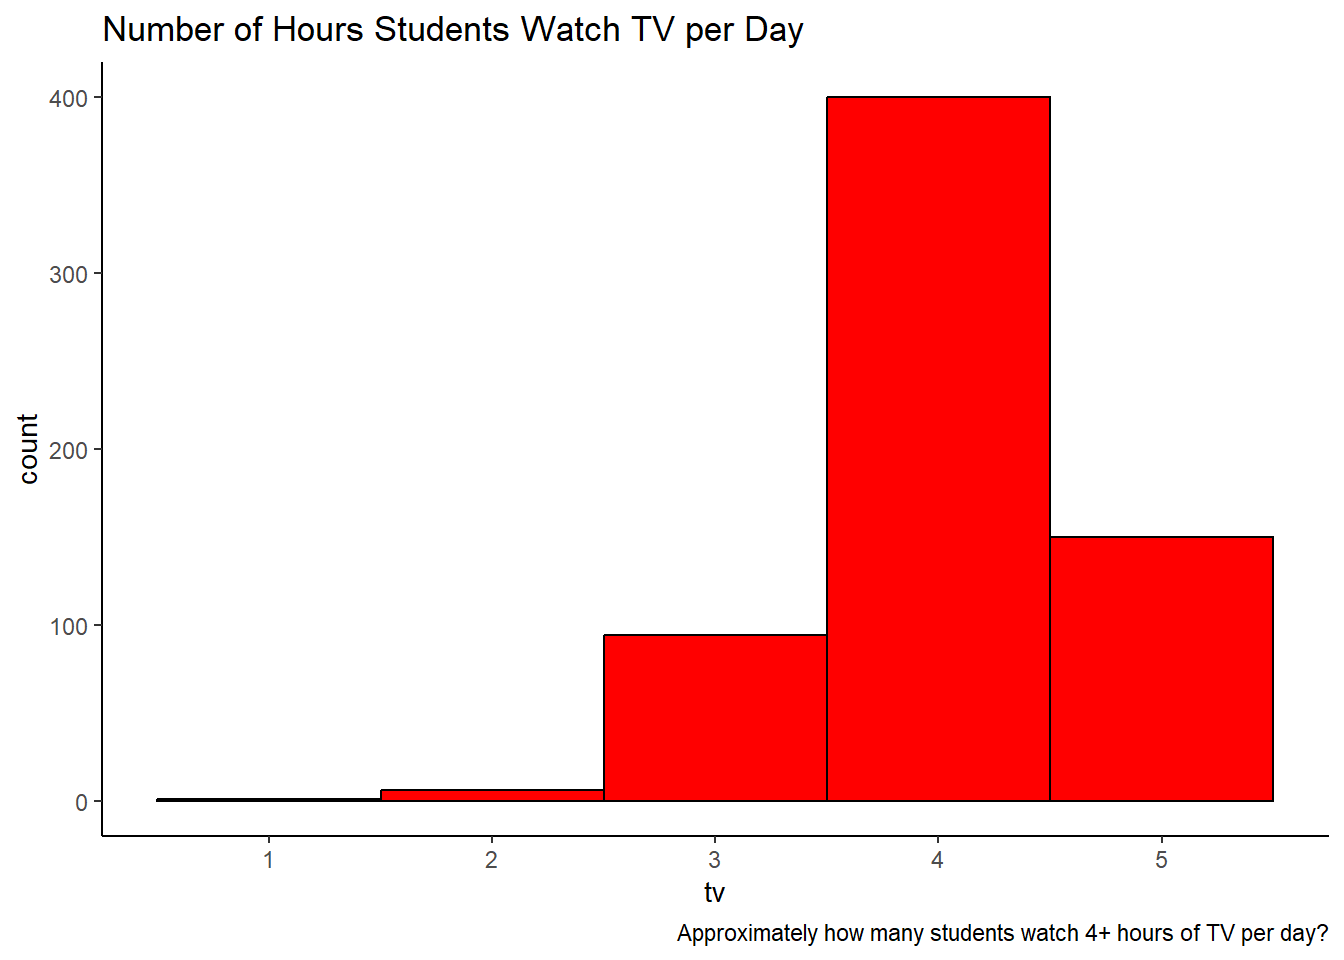 Number of Hours Students Watch TV per Day
400
300
200
100
0
count
1 2 3 4 5
tv
Approximately how many students watch 4+ hours of TV per day?